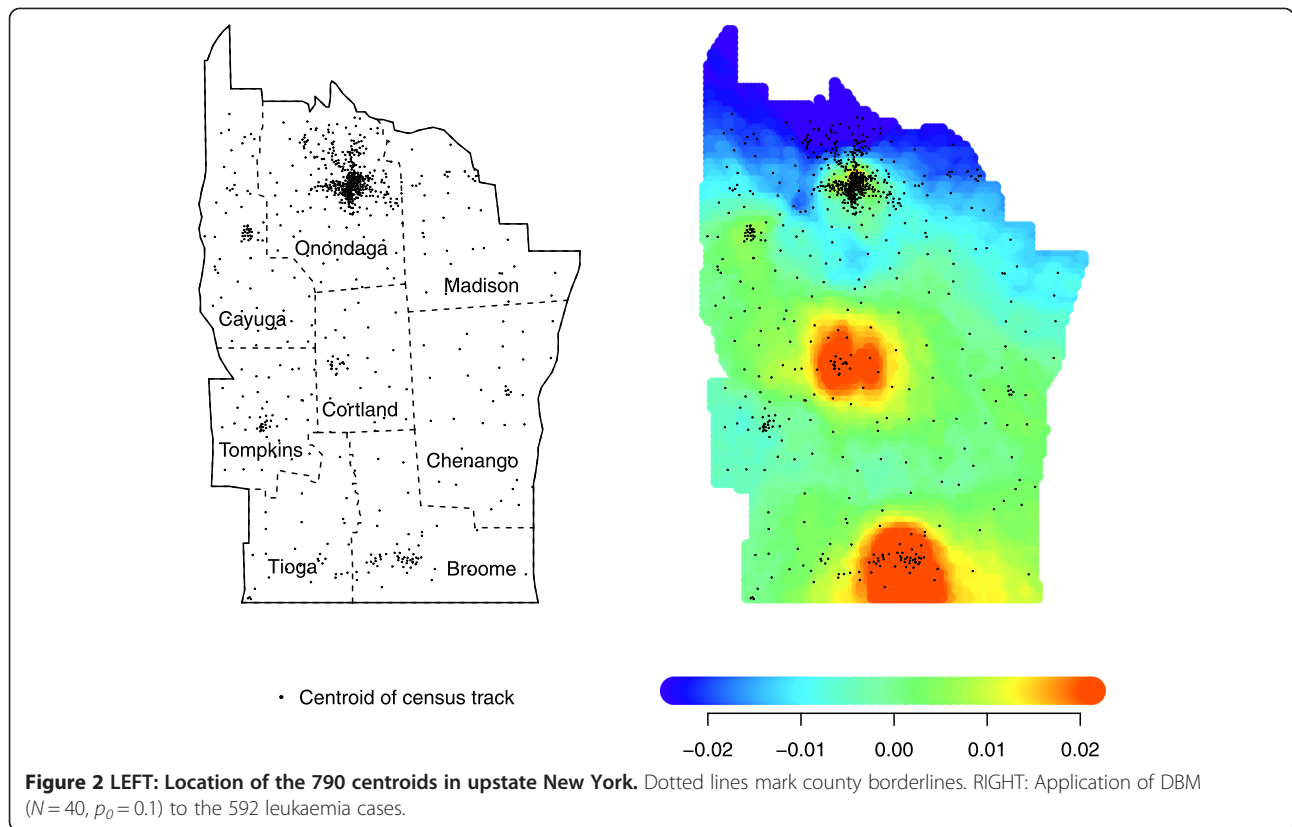 Onondaga
Madison
Cayuga
Cortland
Tompkins
Chenango
Tioga
Broome
• Centroid of census track
−0.02 −0.01 0.00 0.01 0.02
Figure 2 LEFT: Location of the 790 centroids in upstate New York. Dotted lines mark county borderlines. RIGHT: Application of DBM
(N = 40, p0 = 0.1) to the 592 leukaemia cases.